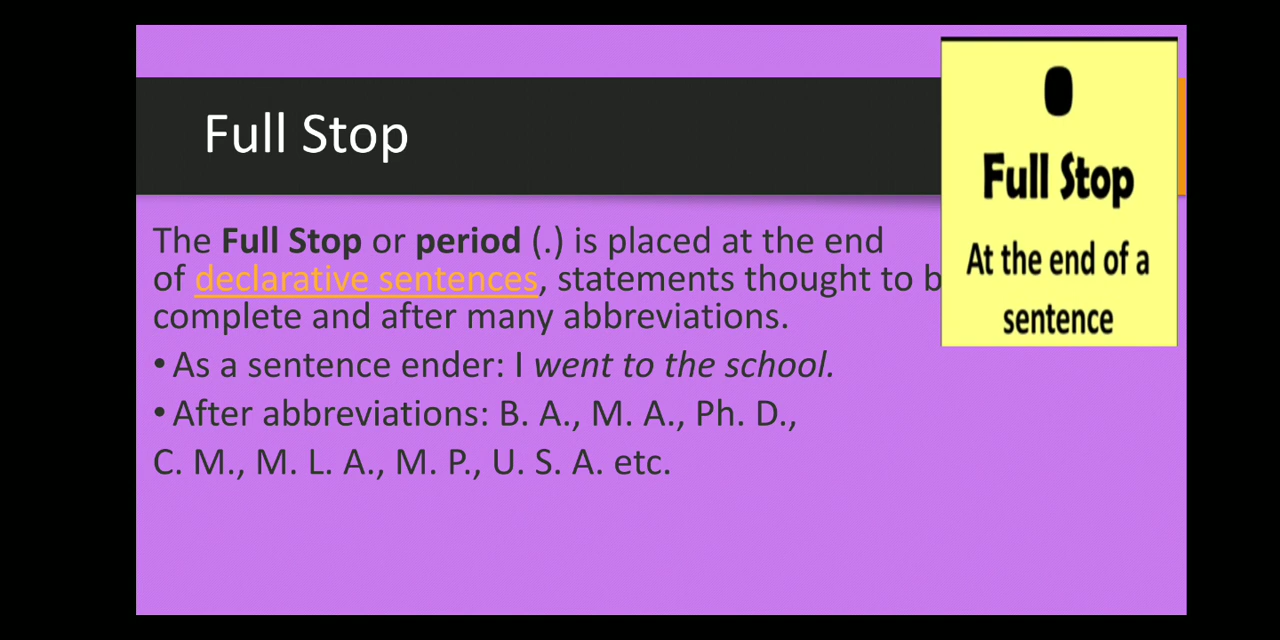 Full Stop
The Full Stop or period (.) is placed at the end
of declarative sentences, statements thought to b
complete and after many abbreviations.
• As a sentence ender: I went to the school.
• After abbreviations: B. A., M. A., Ph. D.,
C. M., M. L. A., M. P., U. S. A. etc.
Full Stop
At the end of a
sentence